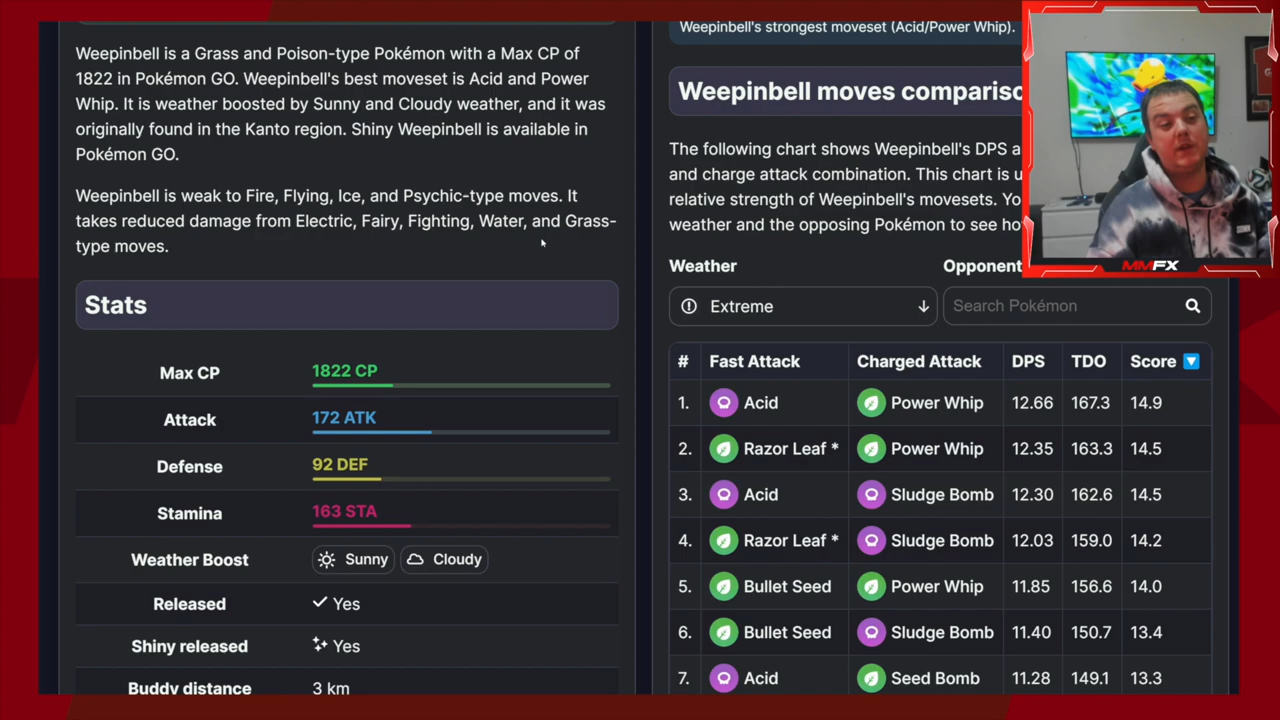 Weepinbell is a Grass and Poison-type Pokémon with a Max CP of
1822 in Pokémon GO. Weepinbell's best moveset is Acid and Power
Whip. It is weather boosted by Sunny and Cloudy weather, and it was
originally found in the Kanto region. Shiny Weepinbell is available in
Pokémon GO.
Weepinbell is weak to Fire, Flying, Ice, and Psychic-type moves. It
takes reduced damage from Electric, Fairy, Fighting, Water, and Grass-
type moves.
Stats
Max CP 1822 CP
Attack 172 ATK
Defense 92 DEF
Stamina 163 STA
Weather Boost Sunny Cloudy
Released Yes
Shiny released Yes
Buddy distance 3 km
Weepinbell's strongest moveset (Acid/Power Whip).
Weepinbell moves comparisc
The following chart shows Weepinbell's DPS a
and charge attack combination. This chart is u
relative strength of Weepinbell's movesets. Yo
weather and the opposing Pokémon to see ho
Weather Opponent
Extreme Search Pokémon
# Fast Attack Charged Attack DPS TDO Score
1. Acid Power Whip 12.66 167.3 14.9
2. Razor Leaf * Power Whip 12.35 163.3 14.5
3. Acid Sludge Bomb 12.30 162.6 14.5
4. Razor Leaf * Sludge Bomb 12.03 159.0 14.2
5. Bullet Seed Power Whip 11.85 156.6 14.0
6. Bullet Seed Sludge Bomb 11.40 150.7 13.4
7. Acid Seed Bomb 11.28 149.1 13.3
MMFX